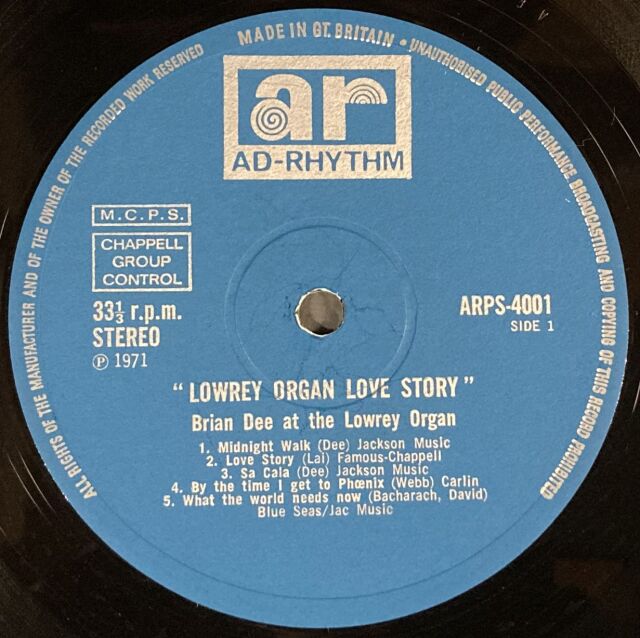 ALL RIGHTS OF THE MANUFACTURER AND OF THE OWNER OF THE RECORDED WORK RESERVED
MADE IN GT. BRITAIN • UNAUTHORISED PUBLIC PERFORMANCE BROADCASTING AND COPYING OF THIS RECORD PROHIBITED
ar
AD-RHYTHM
M.C.P.S.
CHAPPELL
GROUP
CONTROL
33⅓ r.p.m.
STEREO
℗ 1971
ARPS-4001
SIDE 1
"LOWREY ORGAN LOVE STORY"
Brian Dee at the Lowrey Organ
1. Midnight Walk (Dee) Jackson Music
2. Love Story (Lai) Famous-Chappell
3. Sa Cala (Dee) Jackson Music
4. By the time I get to Phœnix (Webb) Carlin
5. What the world needs now (Bacharach, David)
Blue Seas/Jac Music